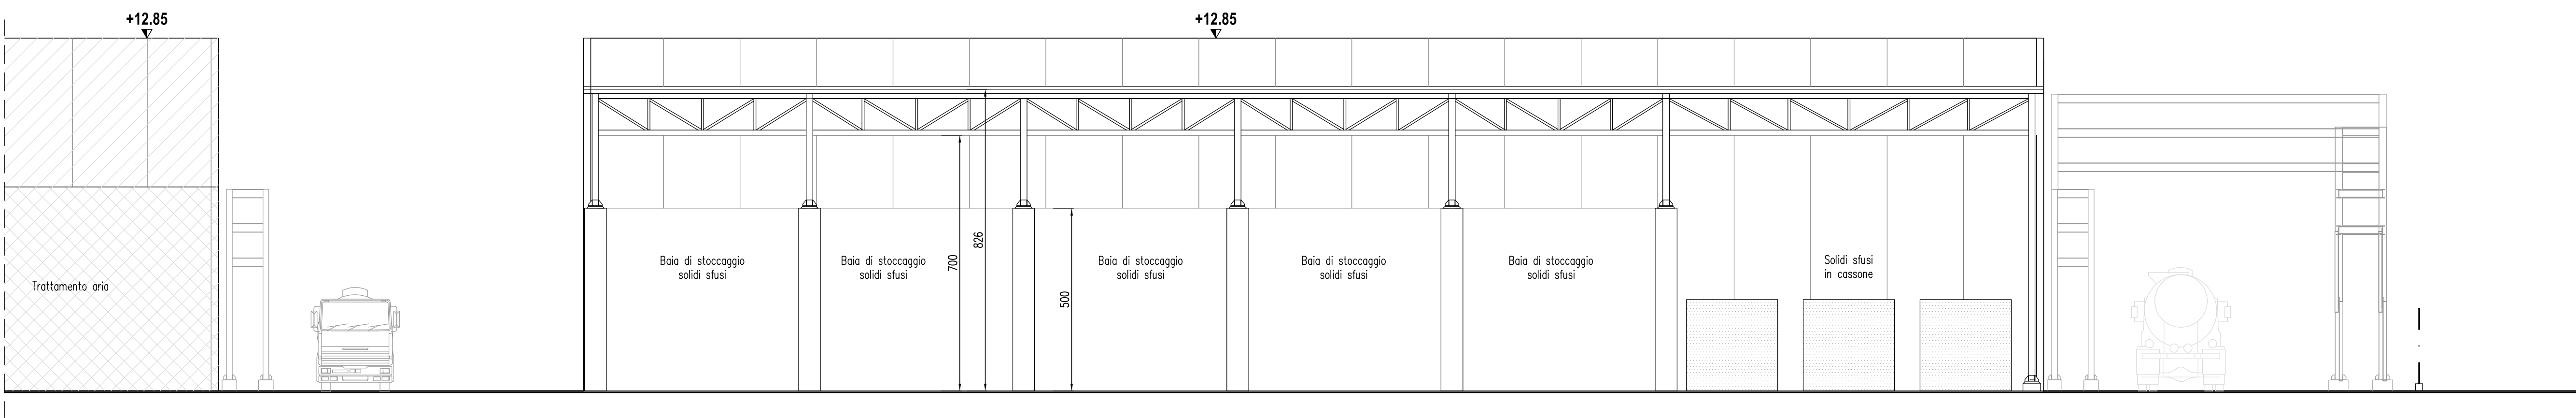 +12.85
+12.85
Baia di stoccaggio
solidi sfusi
Baia di stoccaggio
solidi sfusi
700
826
500
Baia di stoccaggio
solidi sfusi
Baia di stoccaggio
solidi sfusi
Baia di stoccaggio
solidi sfusi
Solidi sfusi
in cassone
Trattamento aria